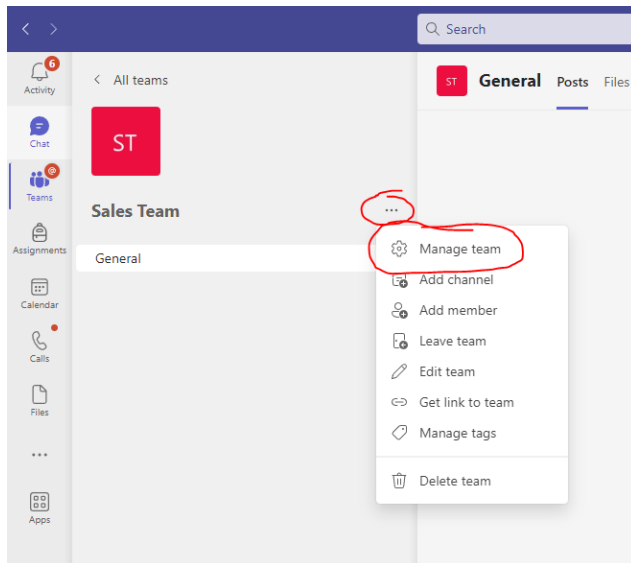 Search
6
Activity
Chat
@
Teams
Assignments
Calendar
Calls
Files
...
Apps
< All teams
ST
Sales Team
...
General
ST General Posts Files
Manage team
Add channel
Add member
Leave team
Edit team
Get link to team
Manage tags
Delete team